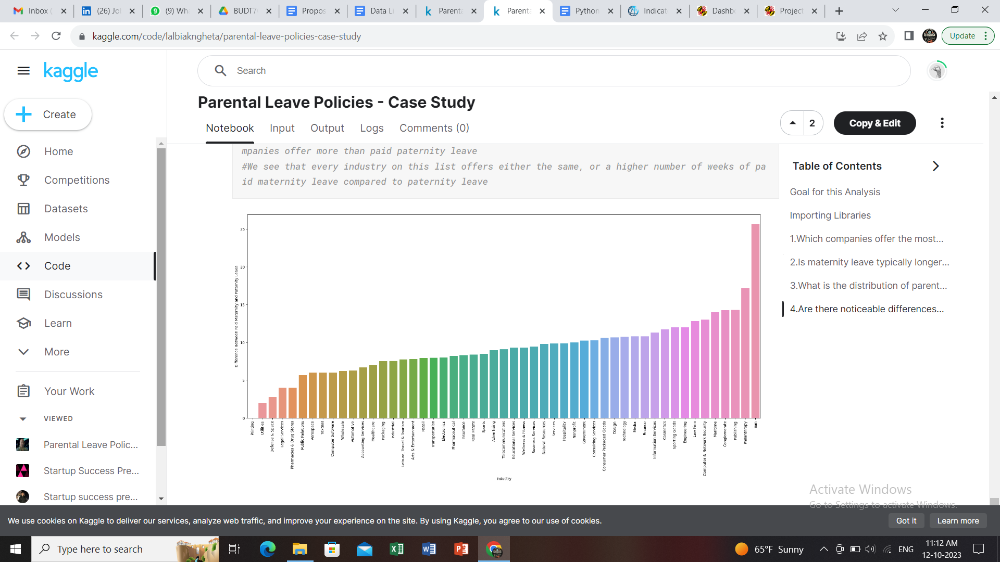 Inbox (
(26) Jo
(9) Wh
BUDT7
Propos
Data Li
Parenta
Parenta
Python
Indicat
Dashb
Project
kaggle.com/code/lalbiakngheta/parental-leave-policies-case-study
Update
kaggle
Search
Create
Home
Competitions
Datasets
Models
Code
Discussions
Learn
More
Your Work
VIEWED
Parental Leave Polic...
Startup Success Pre...
Startup success pre...
Parental Leave Policies - Case Study
Notebook Input Output Logs Comments (0)
2
Copy & Edit
mpanies offer more than paid paternity leave
#We see that every industry on this list offers either the same, or a higher number of weeks of pa
id maternity leave compared to paternity leave
Difference Between Paid Maternity and Paternity Leave
25
20
15
10
5
0
Printing
Utilities
Defense & Space
Legal Services
Pharmacies & Drug Stores
Public Relations
Aerospace
Textiles
Computer Software
Wholesale
Automotive
Accounting Services
Healthcare
Packaging
Industrial
Leisure, Travel & Tourism
Arts & Entertainment
Retail
Transportation
Electronics
Pharmaceutical
Insurance
Real Estate
Sports
Advertising
Telecommunications
Educational Services
Wellness & Fitness
Business Services
Natural Resources
Services
Hospitality
Nonprofit
Government
Consulting Services
Consumer Packaged Goods
Design
Technology
Media
Finance
Information Services
Cosmetics
Sporting Goods
Engineering
Law Firm
Computer & Network Security
Maritime
Conglomerate
Publishing
Philanthropy
nan
Industry
Table of Contents
Goal for this Analysis
Importing Libraries
1.Which companies offer the most...
2.Is maternity leave typically longer...
3.What is the distribution of parent...
4.Are there noticeable differences...
Activate Windows
Go to Settings to activate Windows.
We use cookies on Kaggle to deliver our services, analyze web traffic, and improve your experience on the site. By using Kaggle, you agree to our use of cookies.
Got it
Learn more
Type here to search
65°F Sunny
ENG
11:12 AM
12-10-2023